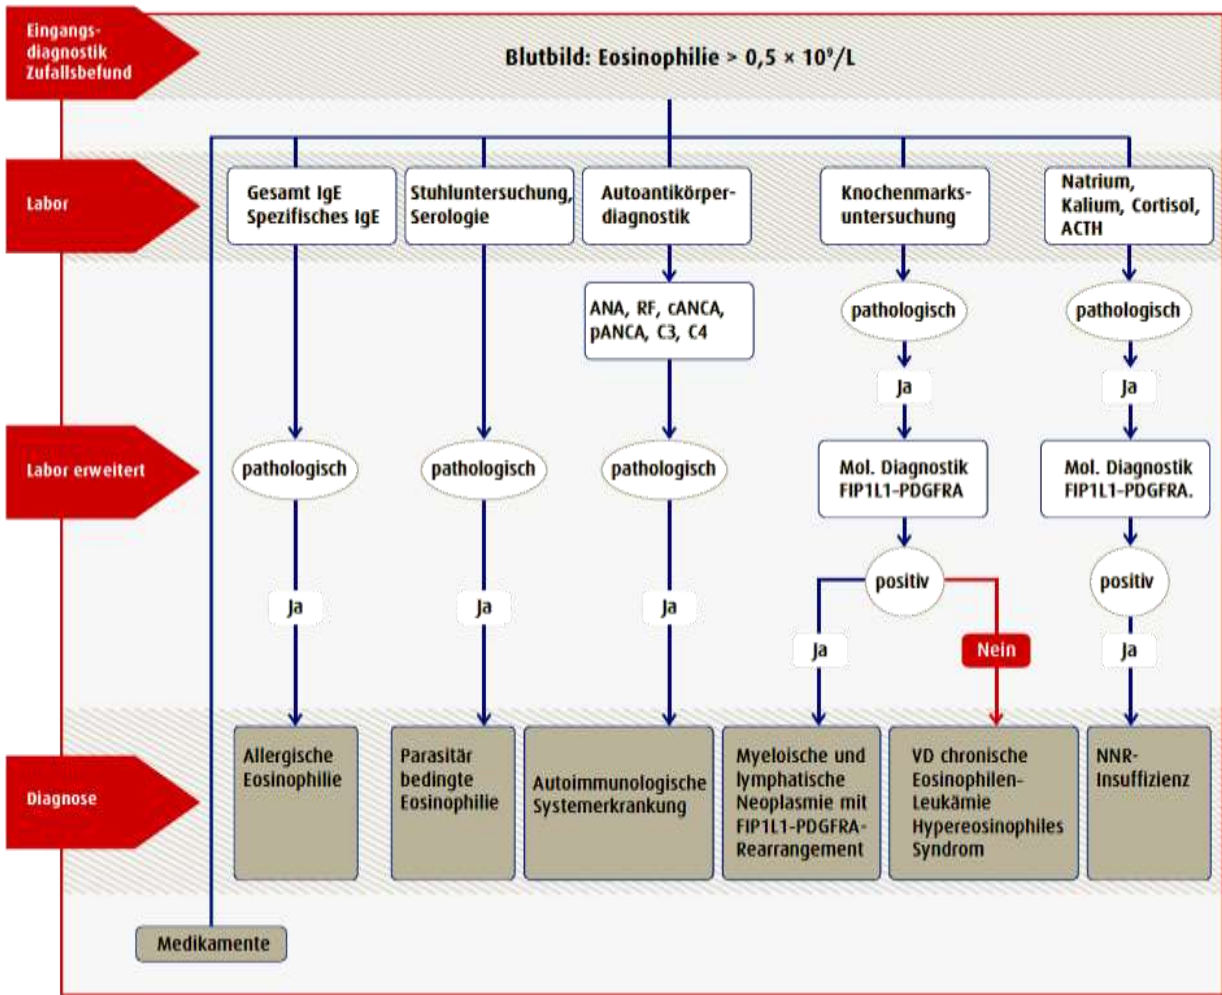 Eingangs-
diagnostik
Zufallsbefund
Blutbild: Eosinophilie > 0,5 × 10⁹/L
Labor
Gesamt IgE
Spezifisches IgE
Stuhluntersuchung,
Serologie
Autoantikörper-
diagnostik
Knochenmarks-
untersuchung
Natrium,
Kalium, Cortisol,
ACTH
ANA, RF, cANCA,
pANCA, C3, C4
pathologisch
pathologisch
Ja
Ja
Labor erweitert
pathologisch
pathologisch
pathologisch
Mol. Diagnostik
FIP1L1-PDGFRA
Mol. Diagnostik
FIP1L1-PDGFRA.
positiv
positiv
Ja
Ja
Ja
Ja
Nein
Ja
Diagnose
Allergische
Eosinophilie
Parasitär
bedingte
Eosinophilie
Autoimmunologische
Systemerkrankung
Myeloische und
lymphatische
Neoplasmie mit
FIP1L1-PDGFRA-
Rearrangement
VD chronische
Eosinophilen-
Leukämie
Hypereosinophiles
Syndrom
NNR-
Insuffizienz
Medikamente